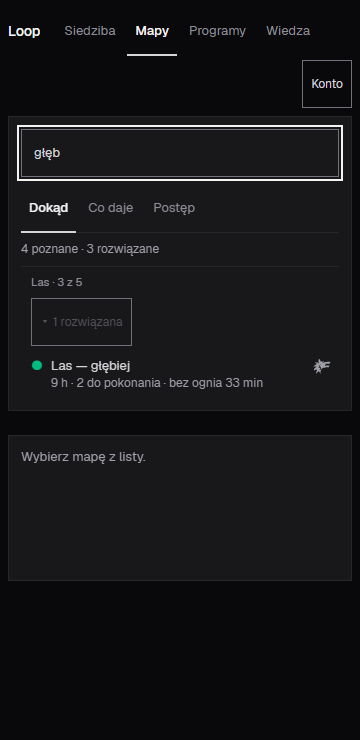 Loop Siedziba Mapy Programy Wiedza
Konto
głęb
Dokąd Co daje Postęp
4 poznane · 3 rozwiązane
Las · 3 z 5
1 rozwiązana
Las — głębiej
9 h · 2 do pokonania · bez ognia 33 min
Wybierz mapę z listy.